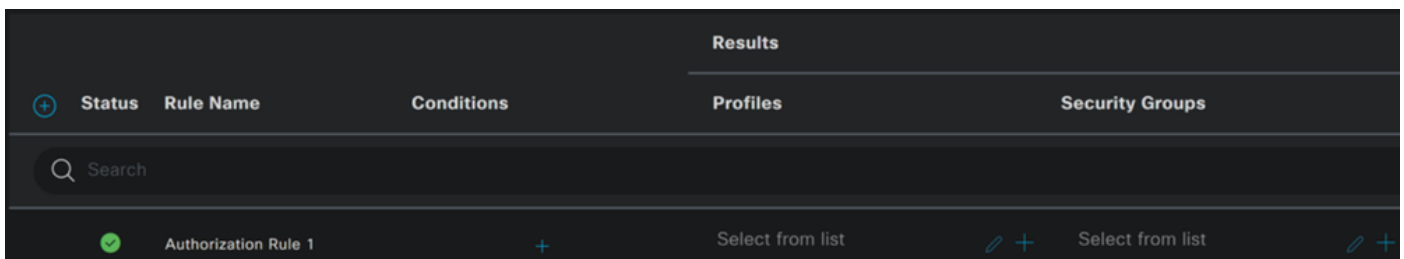 Results
Status Rule Name Conditions Profiles Security Groups
Search
Authorization Rule 1 Select from list Select from list